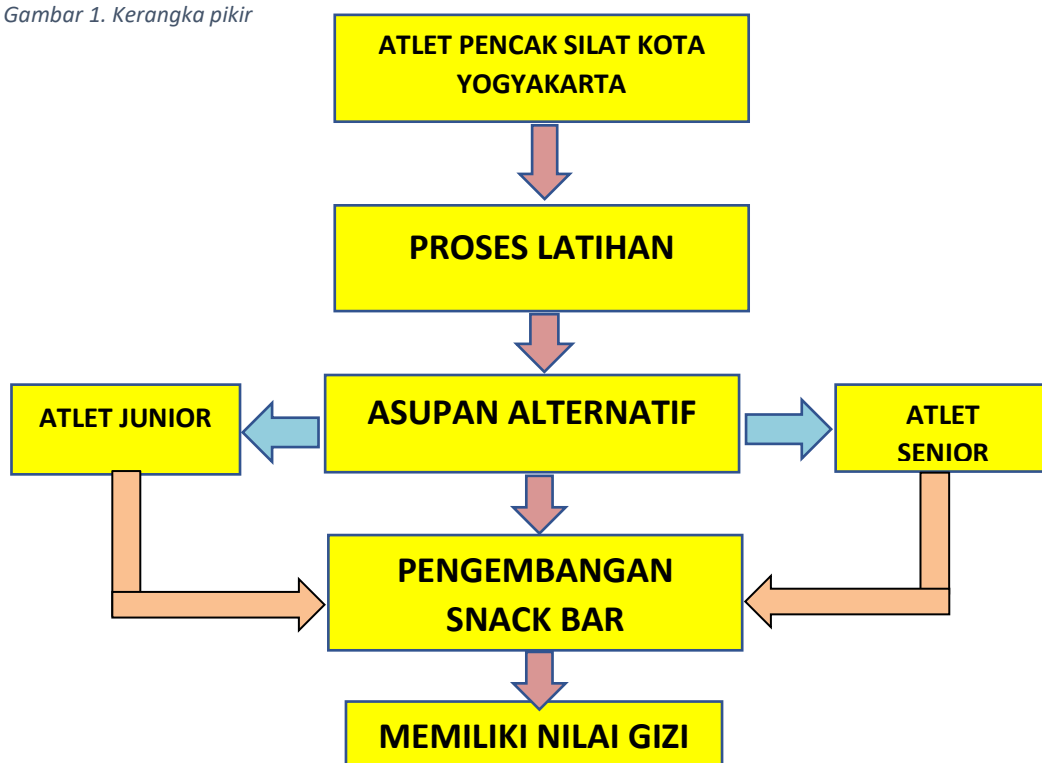 Gambar 1. Kerangka pikir
ATLET PENCAK SILAT KOTA
YOGYAKARTA
PROSES LATIHAN
ATLET JUNIOR
ASUPAN ALTERNATIF
ATLET
SENIOR
PENGEMBANGAN
SNACK BAR
MEMILIKI NILAI GIZI